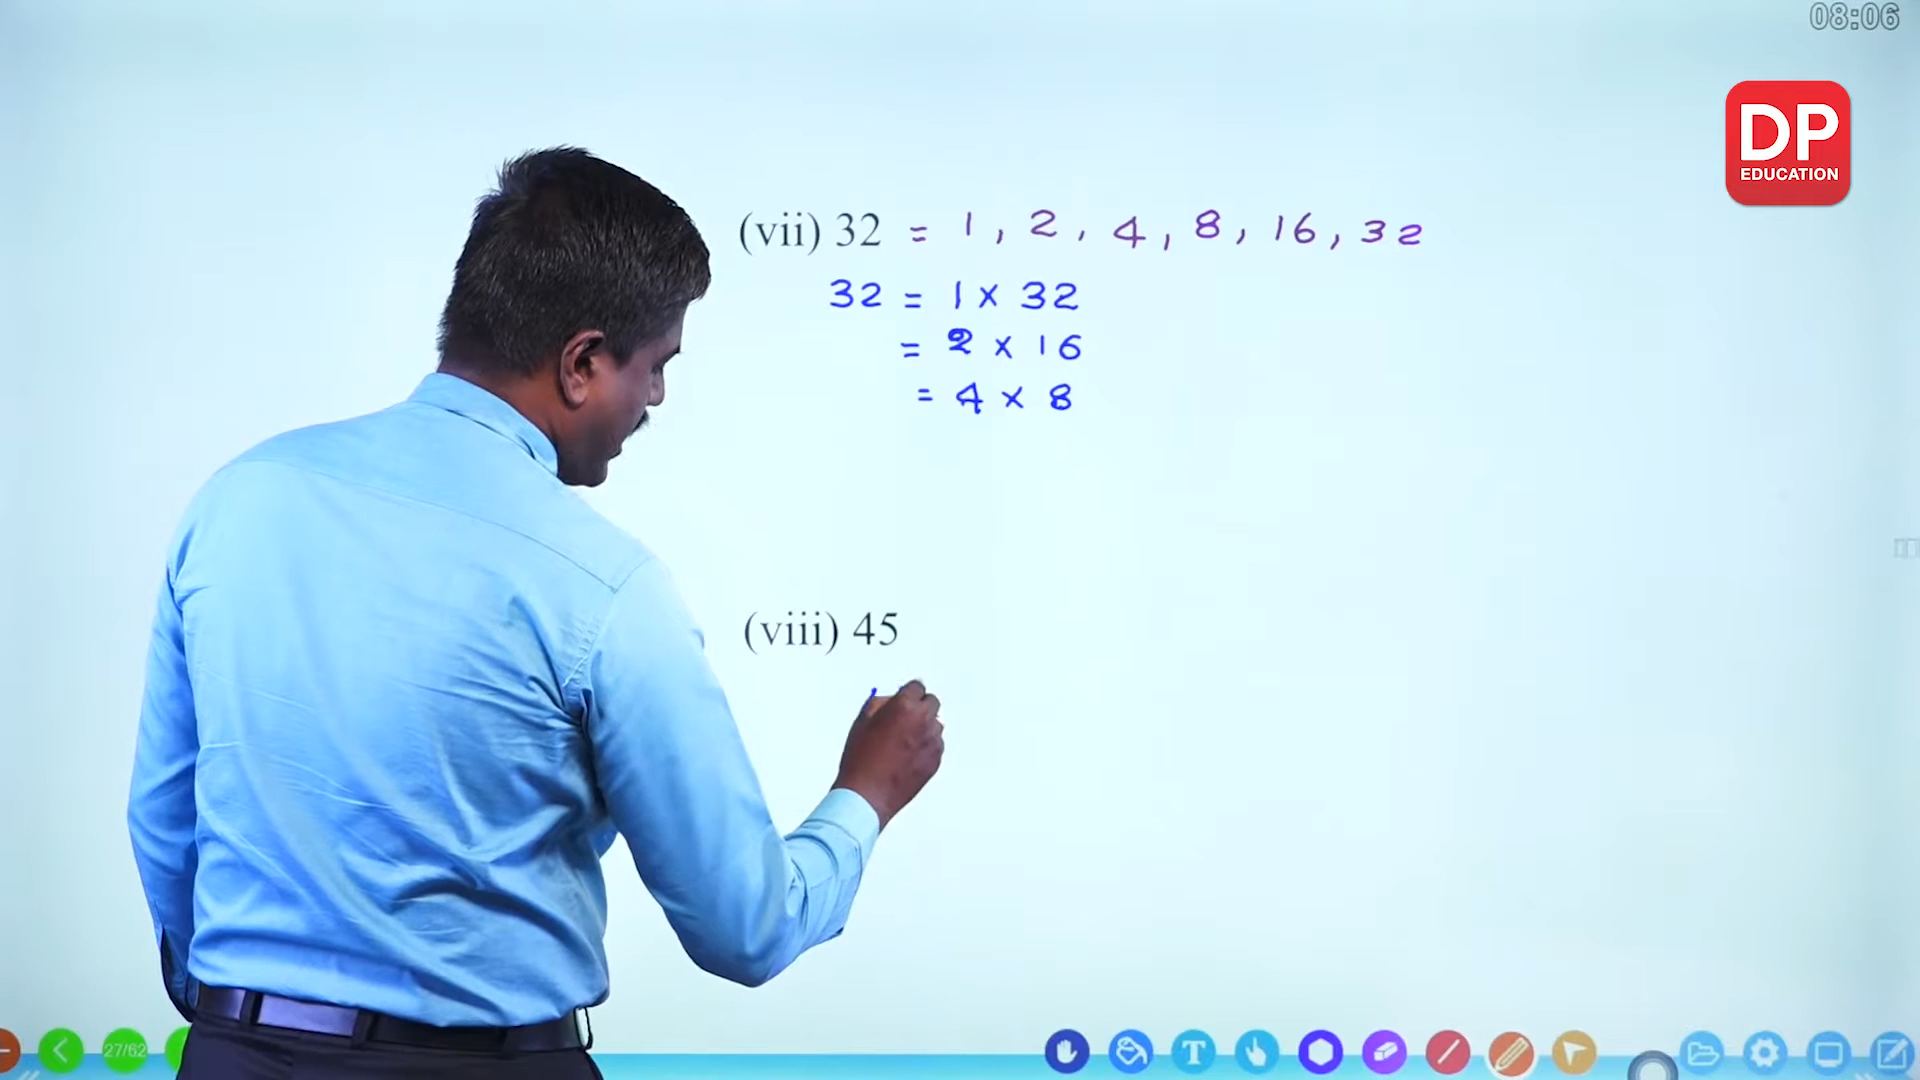 08:06
DP
EDUCATION
(vii) 32 = 1, 2, 4, 8, 16, 32
32 = 1 × 32
= 2 × 16
= 4 × 8
(viii) 45
27/62
T